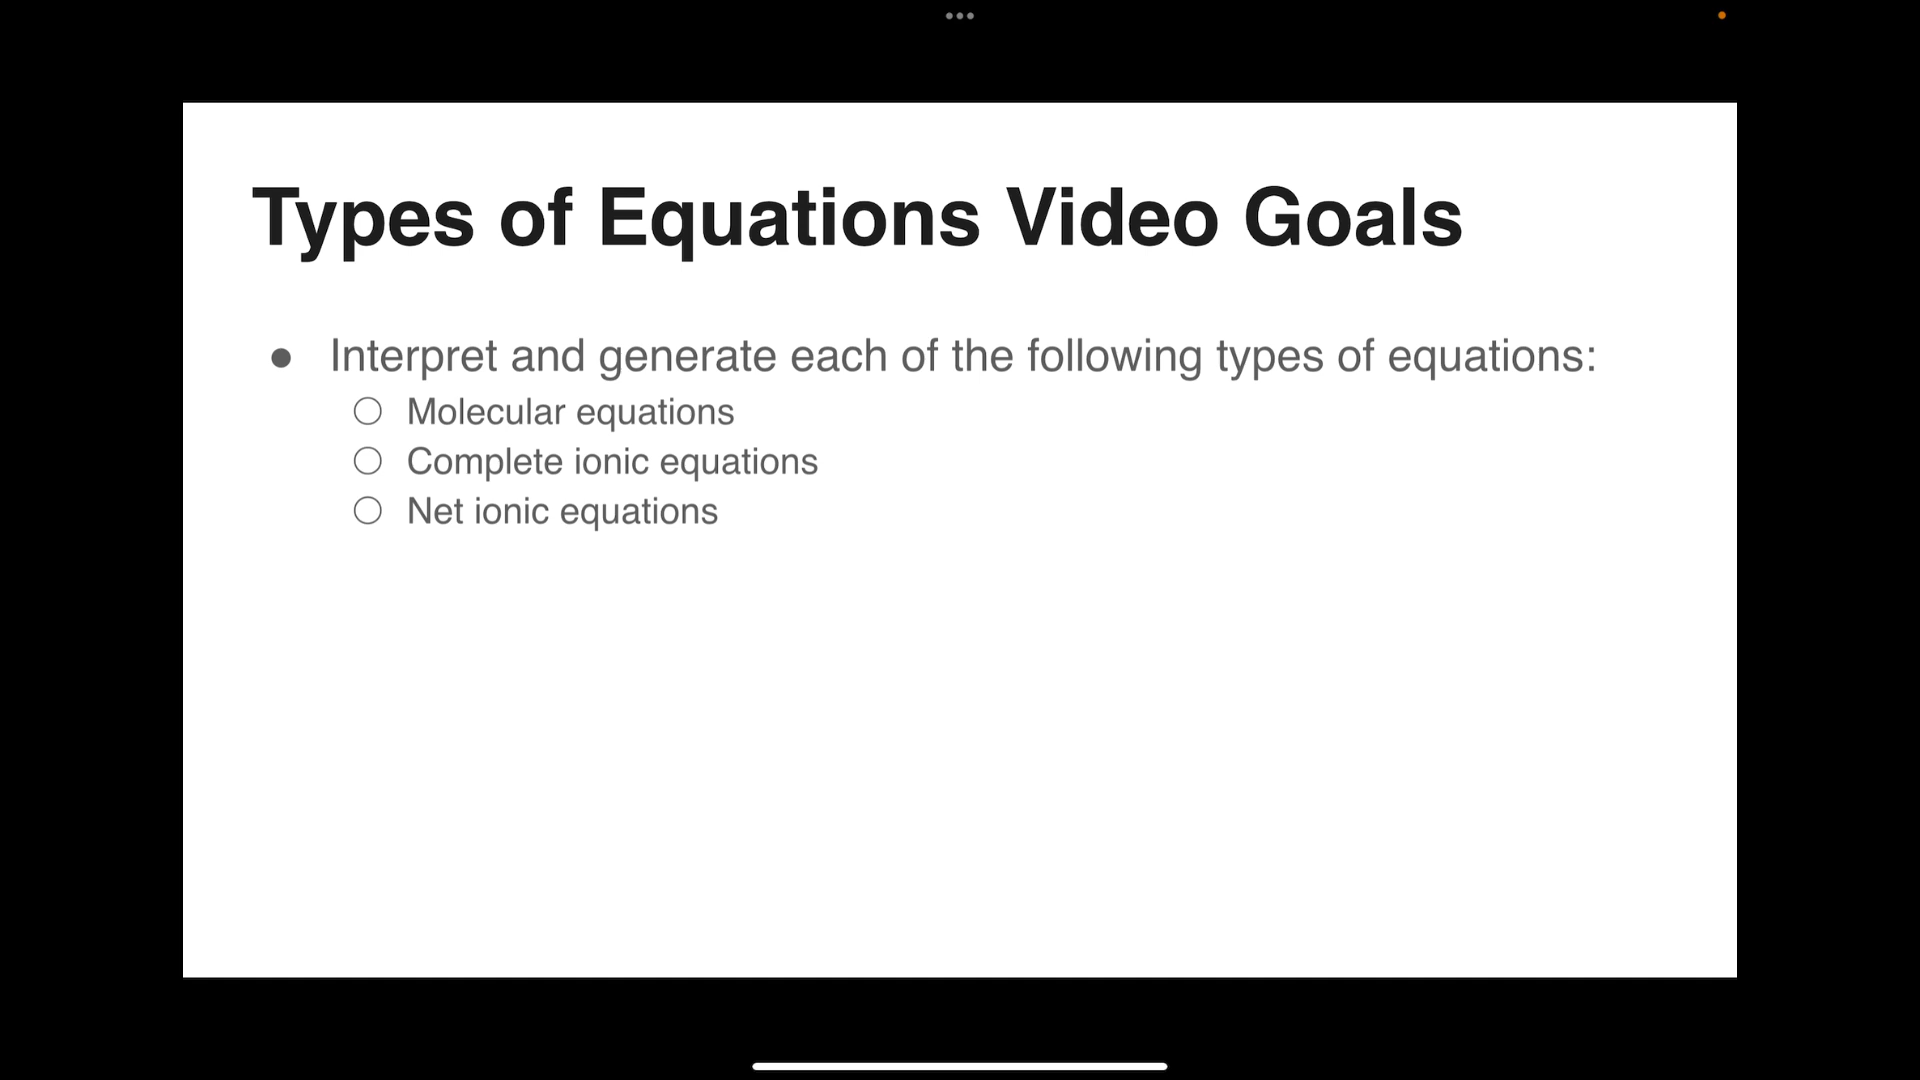 Types of Equations Video Goals
● Interpret and generate each of the following types of equations:
○ Molecular equations
○ Complete ionic equations
○ Net ionic equations